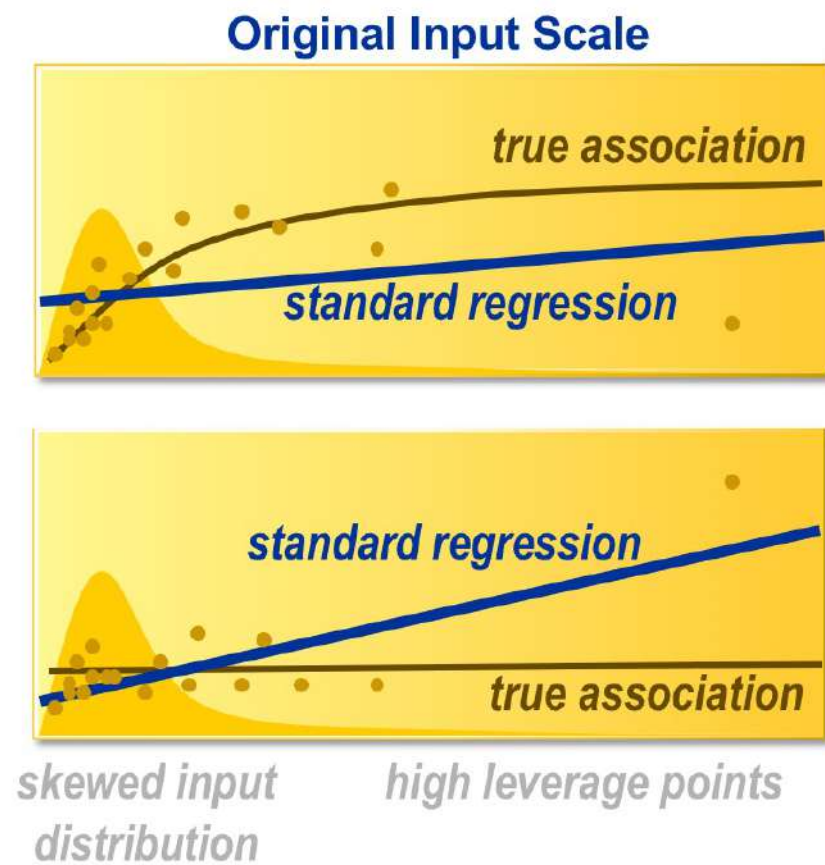 Original Input Scale
true association
standard regression
standard regression
true association
skewed input high leverage points
distribution